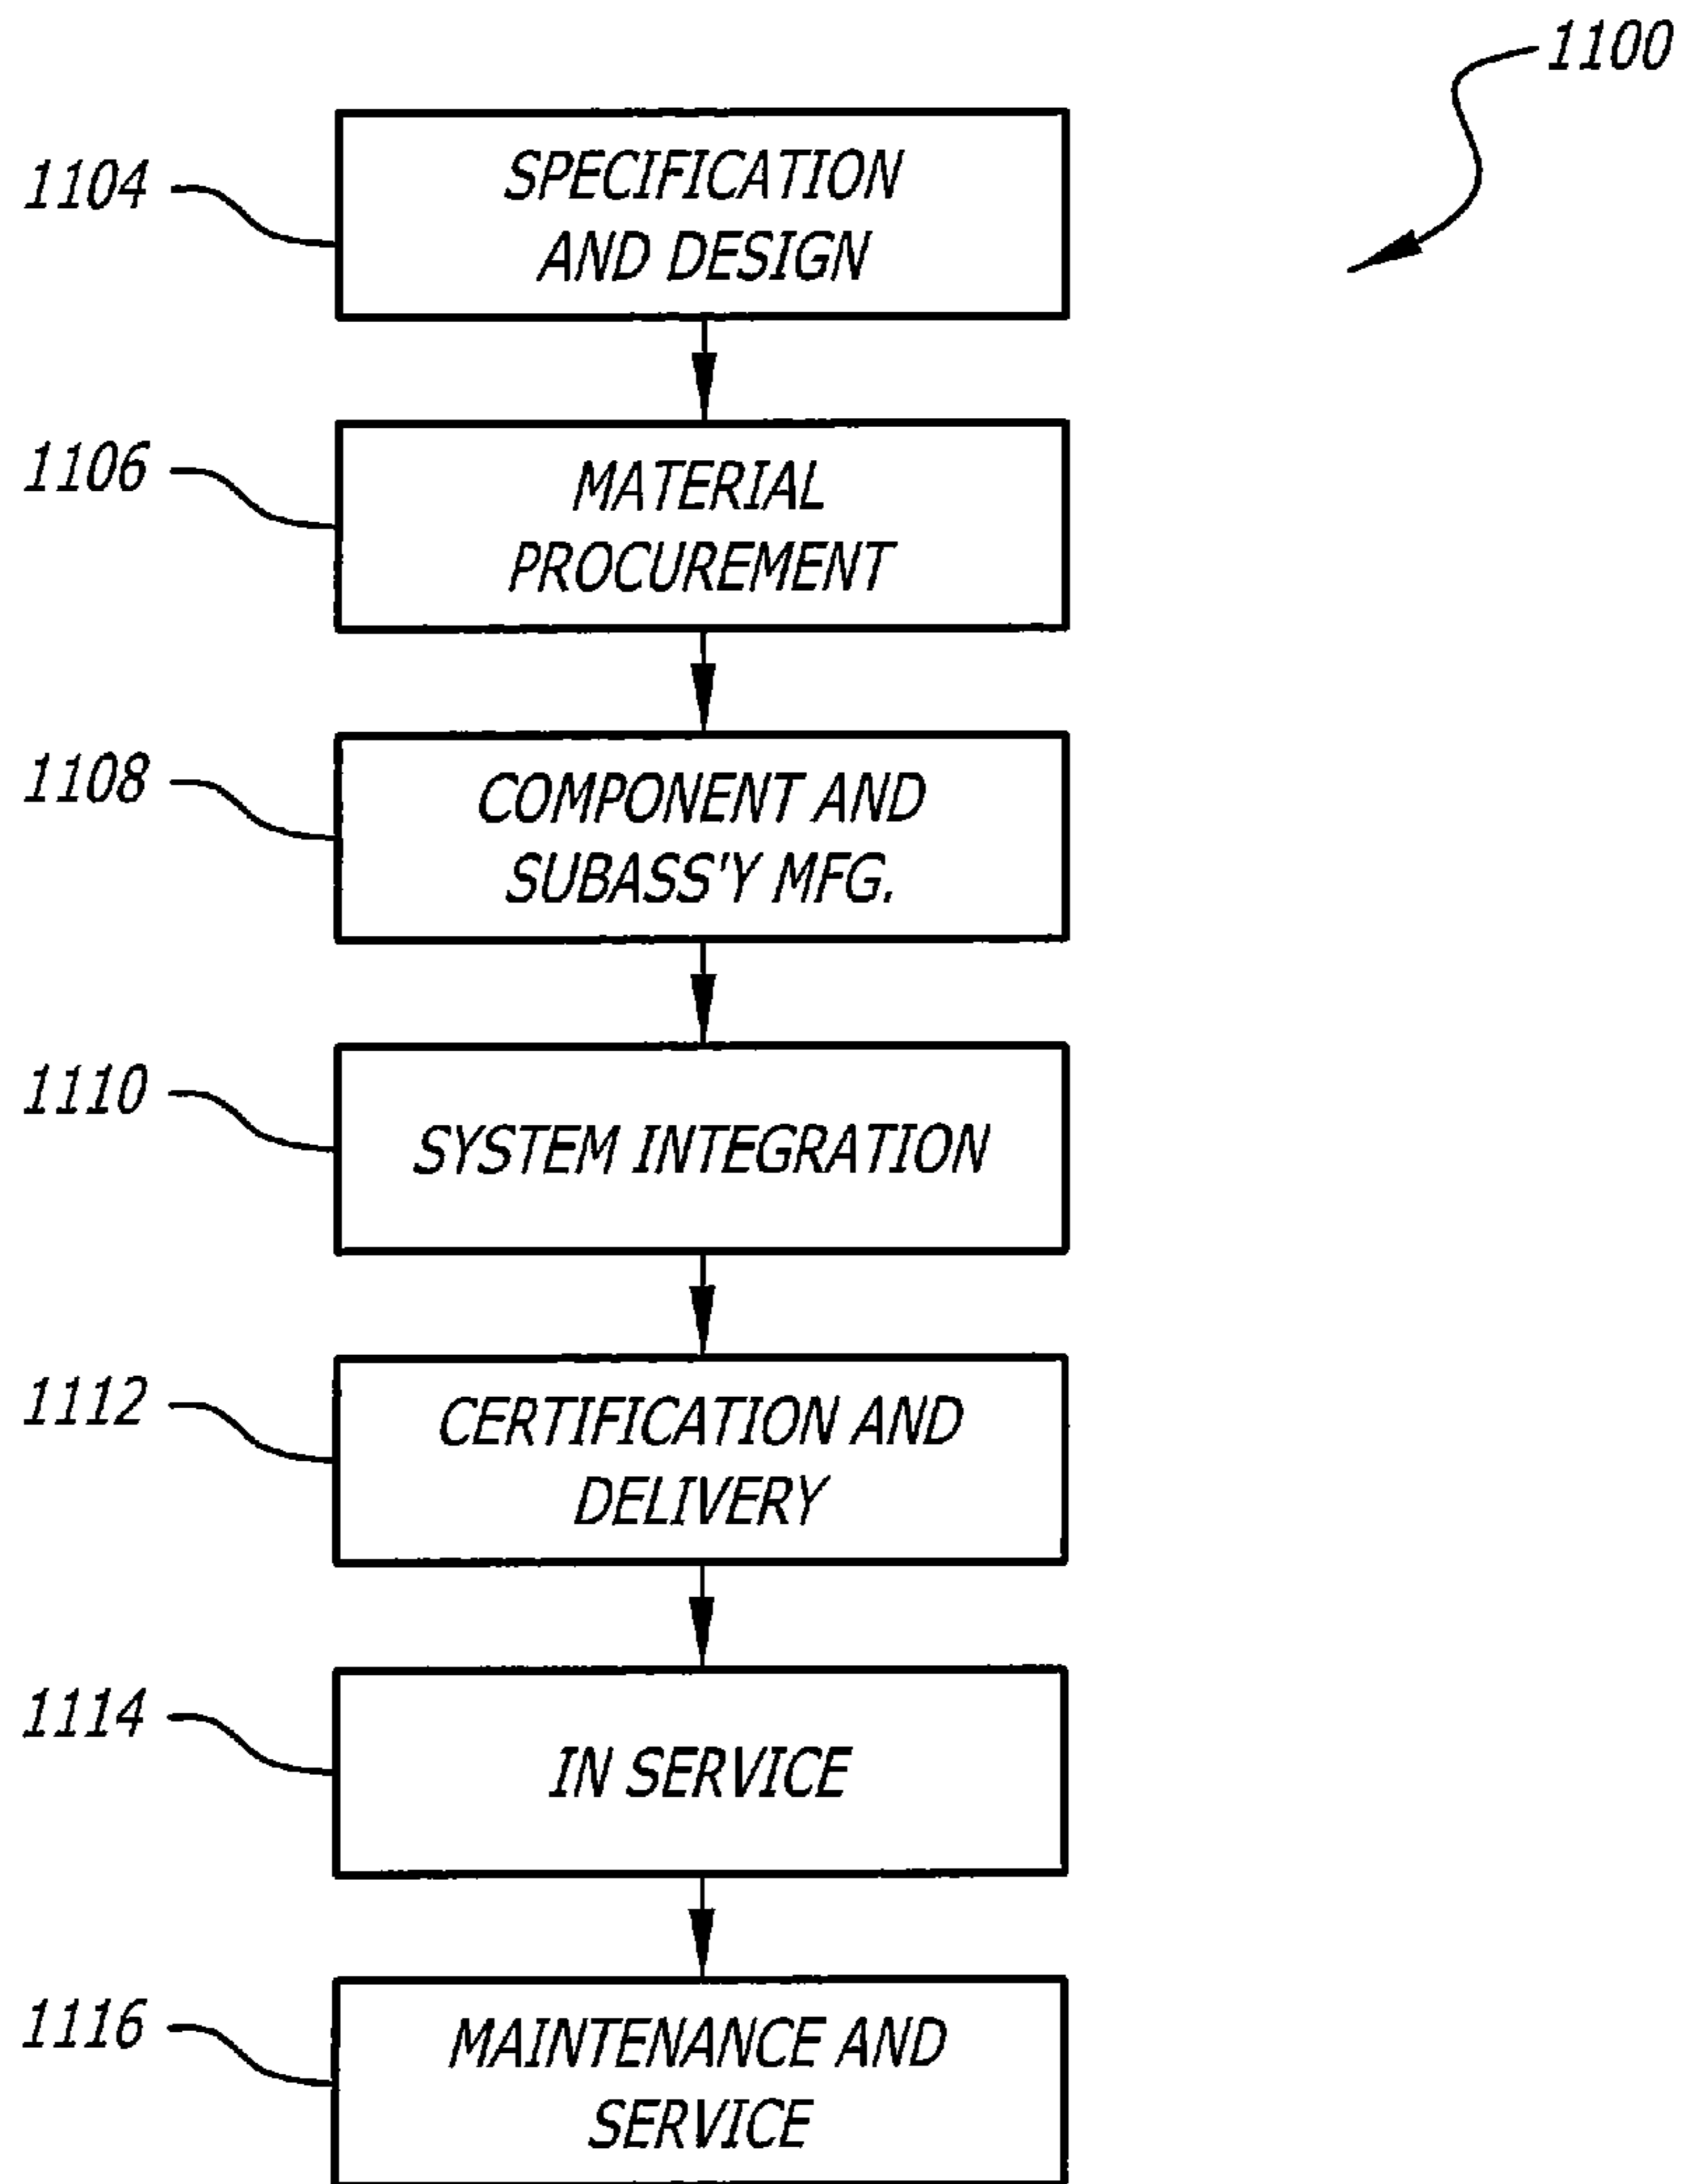 1100
1104
SPECIFICATION
AND DESIGN
1106
MATERIAL
PROCUREMENT
1108
COMPONENT AND
SUBASS'Y MFG.
1110
SYSTEM INTEGRATION
1112
CERTIFICATION AND
DELIVERY
1114
IN SERVICE
1116
MAINTENANCE AND
SERVICE